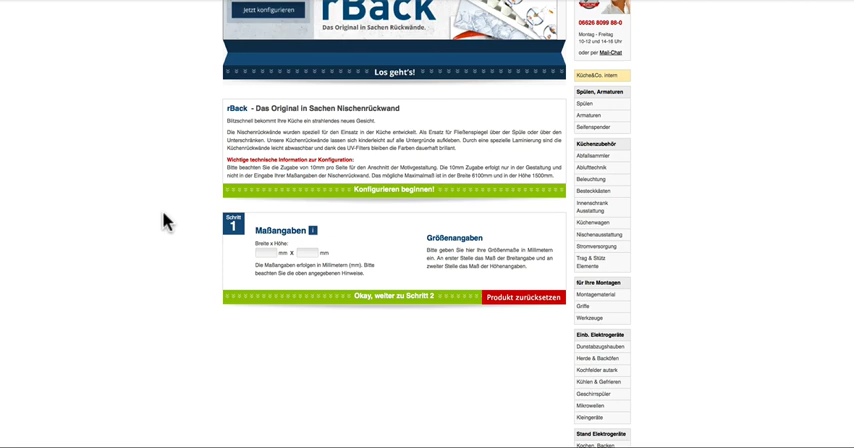 Jetzt konfigurieren
rBack
Das Original in Sachen Rückwände.
Los geht's!
rBack - Das Original in Sachen Nischenrückwand
Blitzschnell bekommt Ihre Küche ein strahlendes neues Gesicht.
Die Nischenrückwände wurden speziell für den Einsatz in der Küche entwickelt. Als Ersatz für Fließenspiegel über der Spüle oder über den
Unterschränken. Unsere Küchenrückwände lassen sich kinderleicht auf alle Untergründe aufkleben. Durch eine spezielle Laminierung sind die
Küchenrückwände leicht abwaschbar und dank des UV-Filters bleiben die Farben dauerhaft brillant.
Wichtige technische Information zur Konfiguration:
Bitte beachten Sie die Zugabe von 10mm pro Seite für den Anschnitt der Motivgestaltung. Die 10mm Zugabe erfolgt nur in der Gestaltung und
nicht in der Eingabe Ihrer Maßangaben der Nischenrückwand. Das mögliche Maximalmaß ist in der Breite 6100mm und in der Höhe 1500mm.
Konfigurieren beginnen!
Schritt
1
Maßangaben i
Breite x Höhe:
mm x mm
Die Maßangaben erfolgen in Millimetern (mm). Bitte
beachten Sie die oben angegebenen Hinweise.
Größenangaben
Bitte geben Sie hier Ihre Größenmaße in Millimetern
ein. An erster Stelle das Maß der Breitangabe und an
zweiter Stelle das Maß der Höhenangaben.
Okay, weiter zu Schritt 2
Produkt zurücksetzen
06626 8099 88-0
Montag - Freitag
10-12 und 14-16 Uhr
oder per Mail-Chat
Küche&Co. intern
Spülen, Armaturen
Spülen
Armaturen
Seifenspender
Küchenzubehör
Abfallsammler
Ablufttechnik
Beleuchtung
Besteckkästen
Innenschrank
Ausstattung
Küchenwagen
Nischenausstattung
Stromversorgung
Trag & Stütz
Elemente
für Ihre Montagen
Montagematerial
Griffe
Werkzeuge
Einb. Elektrogeräte
Dunstabzugshauben
Herde & Backöfen
Kochfelder autark
Kühlen & Gefrieren
Geschirrspüler
Mikrowellen
Kleingeräte
Stand Elektrogeräte
Kochen, Backen